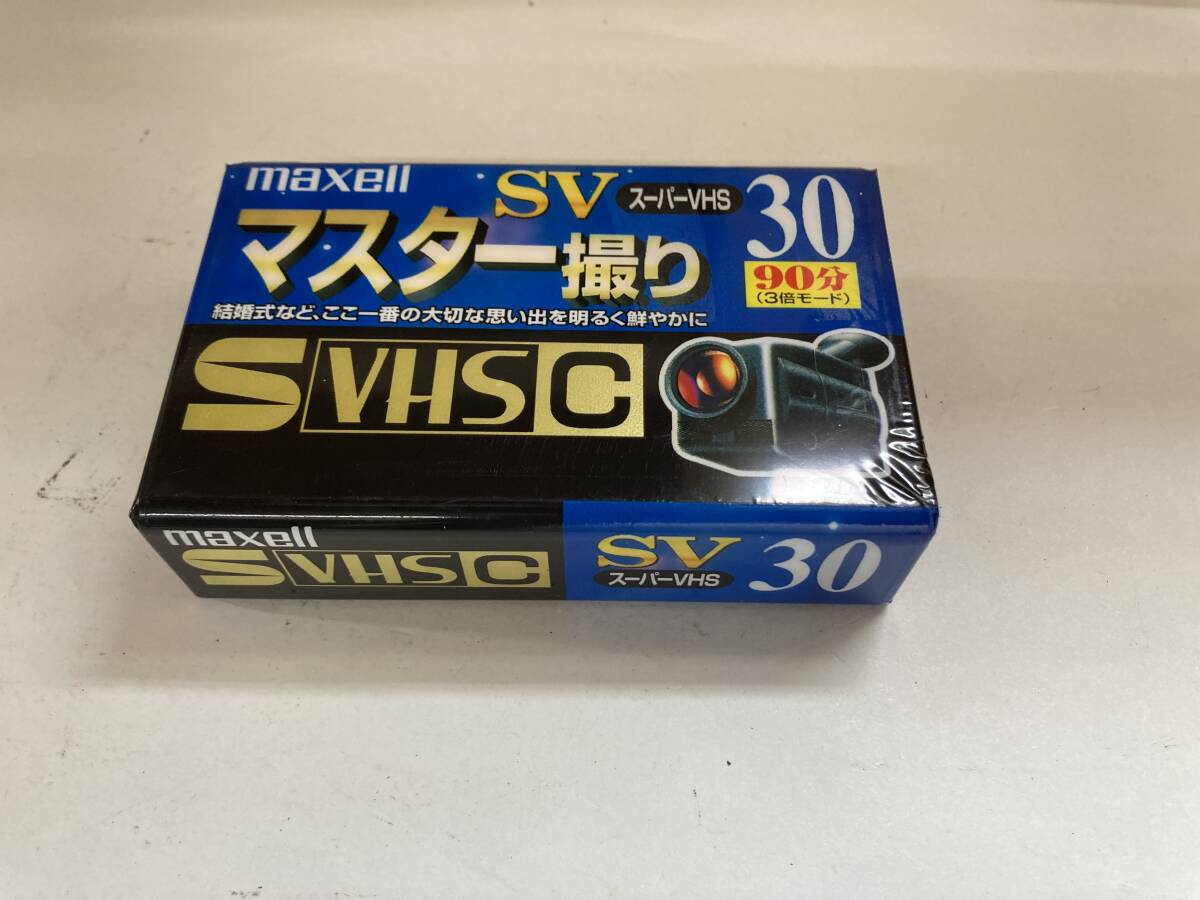 maxell
SV スーパーVHS 30
マスター撮り
90分
(3倍モード)
結婚式など、ここ一番の大切な思い出を明るく鮮やかに
S VHS C
maxell
S VHS C
SV
スーパーVHS
30